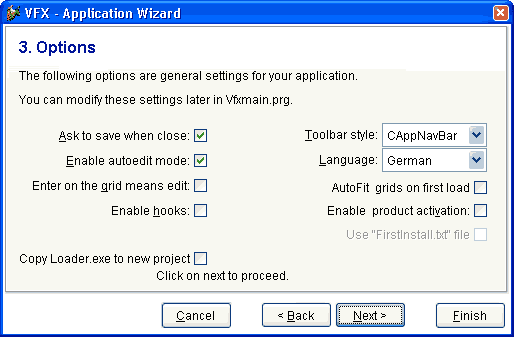 VFX - Application Wizard
3. Options
The following options are general settings for your application.
You can modify these settings later in Vfxmain.prg.
Ask to save when close:
Toolbar style: CAppNavBar
Enable autoedit mode:
Language: German
Enter on the grid means edit:
AutoFit grids on first load
Enable hooks:
Enable product activation:
Use "FirstInstall.txt" file
Copy Loader.exe to new project
Click on next to proceed.
Cancel
< Back
Next >
Finish